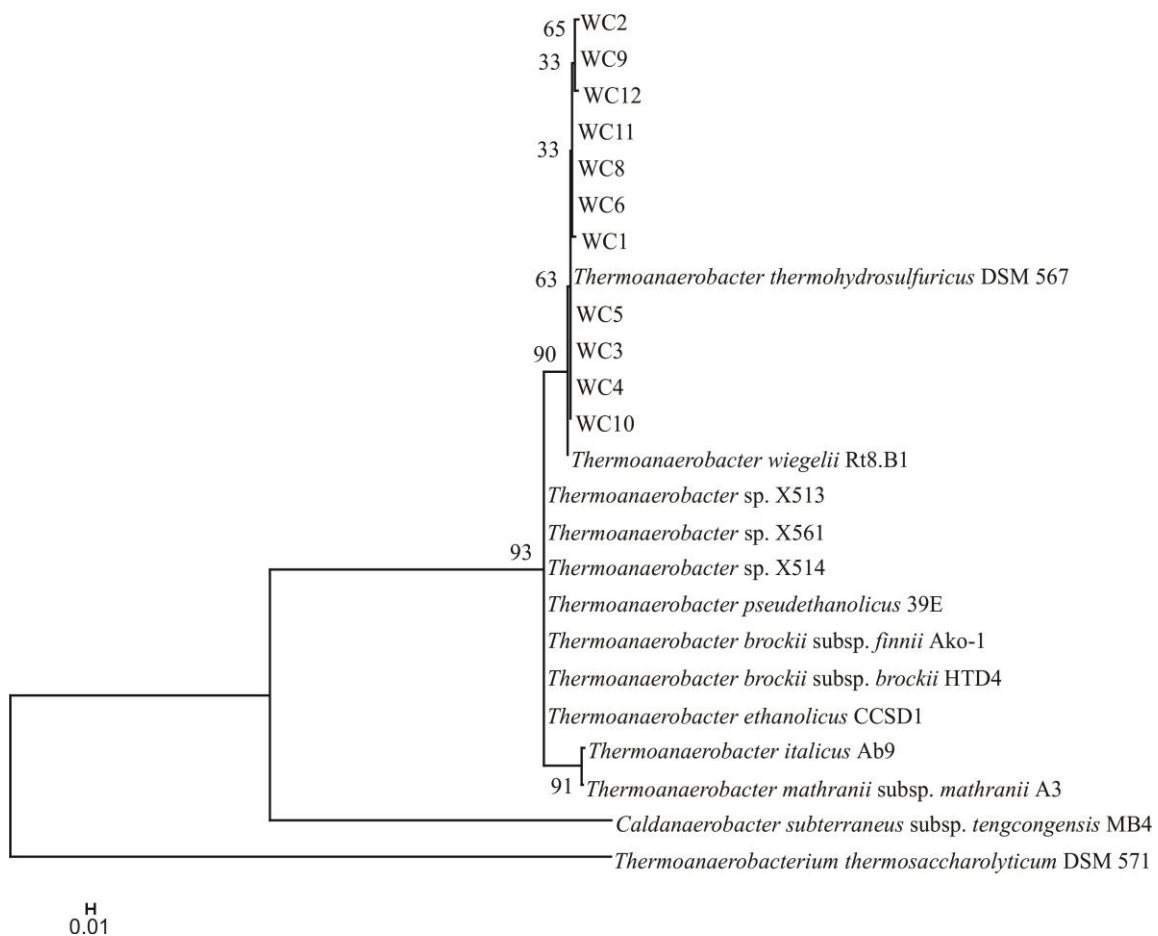 65
WC2
33
WC9
WC12
WC11
33
WC8
WC6
WC1
63
Thermoanaerobacter thermohydrosulfuricus DSM 567
WC5
90
WC3
WC4
WC10
Thermoanaerobacter wiegelii Rt8.B1
Thermoanaerobacter sp. X513
Thermoanaerobacter sp. X561
93
Thermoanaerobacter sp. X514
Thermoanaerobacter pseudethanolicus 39E
Thermoanaerobacter brockii subsp. finnii Ako-1
Thermoanaerobacter brockii subsp. brockii HTD4
Thermoanaerobacter ethanolicus CCSD1
Thermoanaerobacter italicus Ab9
91
Thermoanaerobacter mathranii subsp. mathranii A3
Caldanaerobacter subterraneus subsp. tengcongensis MB4
Thermoanaerobacterium thermosaccharolyticum DSM 571
0.01